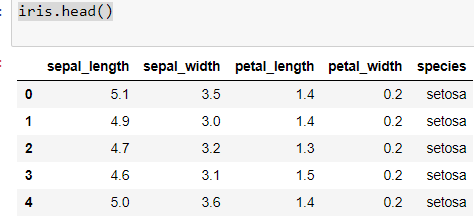 iris.head()
sepal_length sepal_width petal_length petal_width species
0 5.1 3.5 1.4 0.2 setosa
1 4.9 3.0 1.4 0.2 setosa
2 4.7 3.2 1.3 0.2 setosa
3 4.6 3.1 1.5 0.2 setosa
4 5.0 3.6 1.4 0.2 setosa